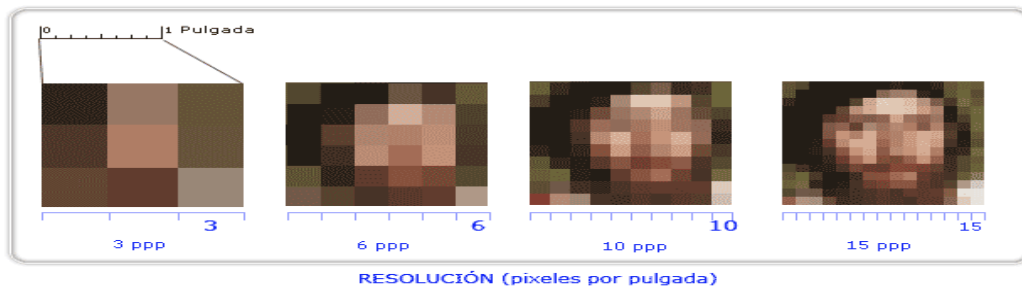 0 1 Pulgada
3 6 10 15
3 ppp 6 ppp 10 ppp 15 ppp
RESOLUCIÓN (pixeles por pulgada)